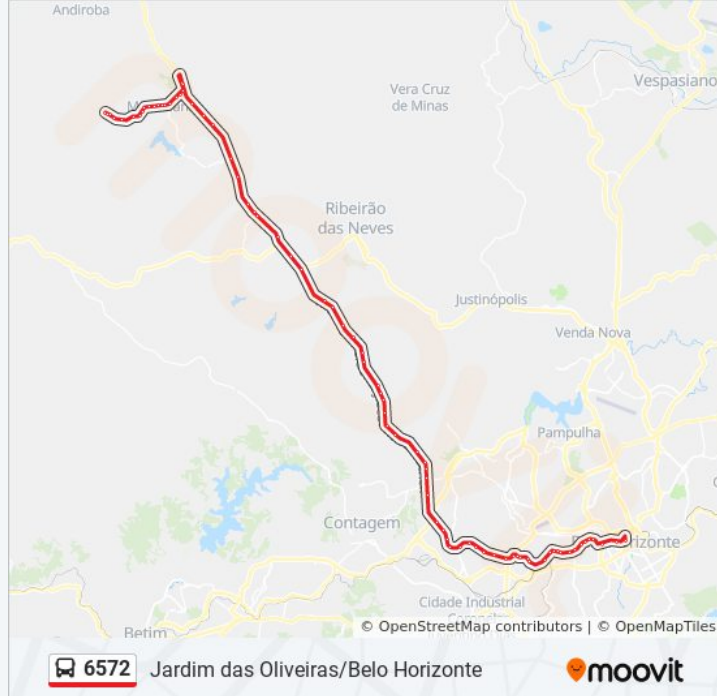 Andiroba
Vespasiano
Vera Cruz
de Minas
Ribeirão
das Neves
Justinópolis
Venda Nova
Pampulha
Contagem
Cidade Industrial
Betim
© OpenStreetMap contributors | © OpenMapTiles
6572 Jardim das Oliveiras/Belo Horizonte
moovit